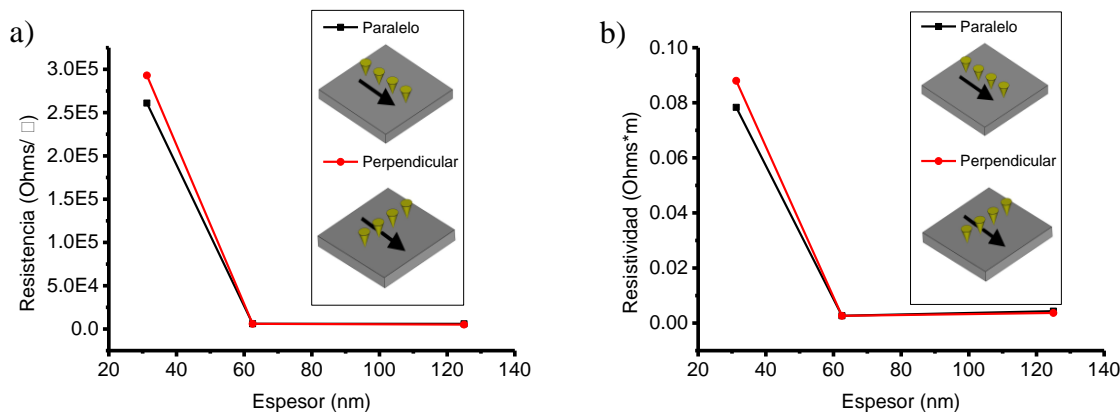 a)
Resistencia (Ohms/ □)
3.0E5
2.5E5
2.0E5
1.5E5
1.0E5
5.0E4
0.0
20 40 60 80 100 120 140
Espesor (nm)
Paralelo
Perpendicular
b)
Resistividad (Ohms*m)
0.10
0.08
0.06
0.04
0.02
0.00
20 40 60 80 100 120 140
Espesor (nm)
Paralelo
Perpendicular